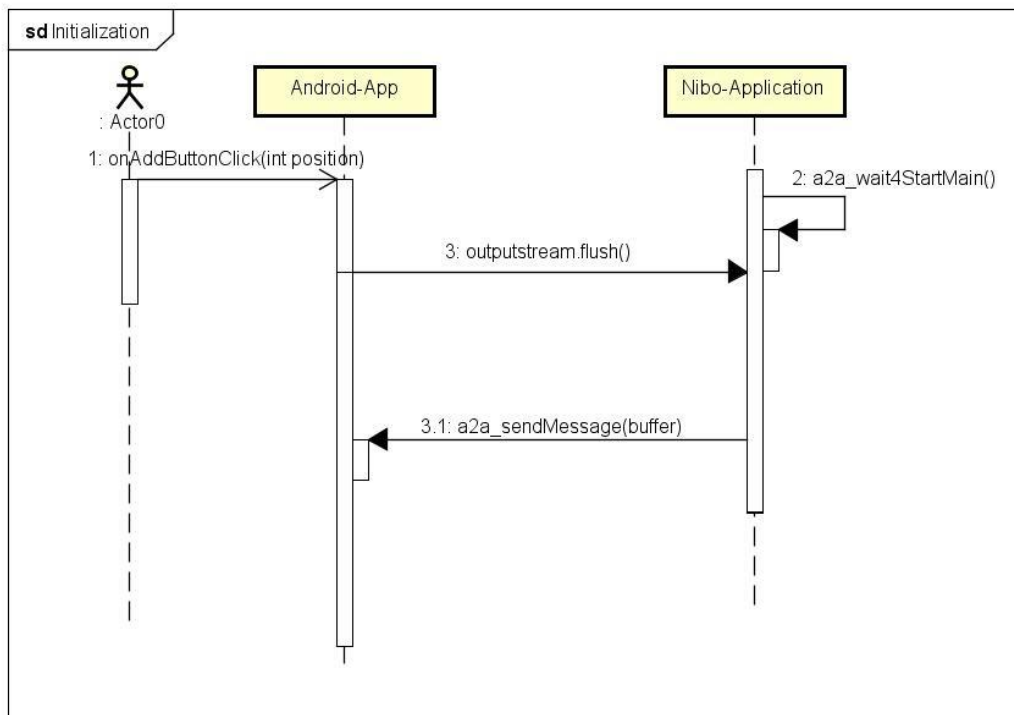 sd Initialization
Android-App
Nibo-Application
: Actor0
1: onAddButtonClick(int position)
2: a2a_wait4StartMain()
3: outputstream.flush()
3.1: a2a_sendMessage(buffer)